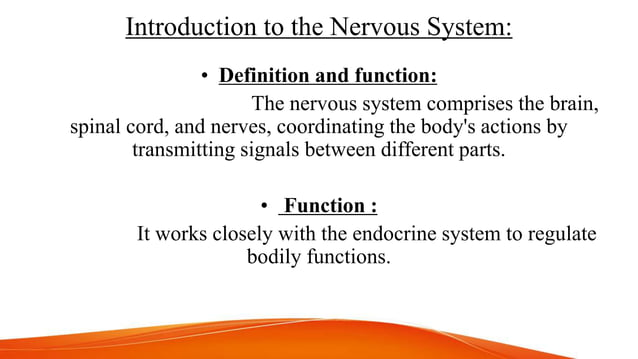 Introduction to the Nervous System:
• Definition and function:
The nervous system comprises the brain,
spinal cord, and nerves, coordinating the body's actions by
transmitting signals between different parts.
• Function :
It works closely with the endocrine system to regulate
bodily functions.